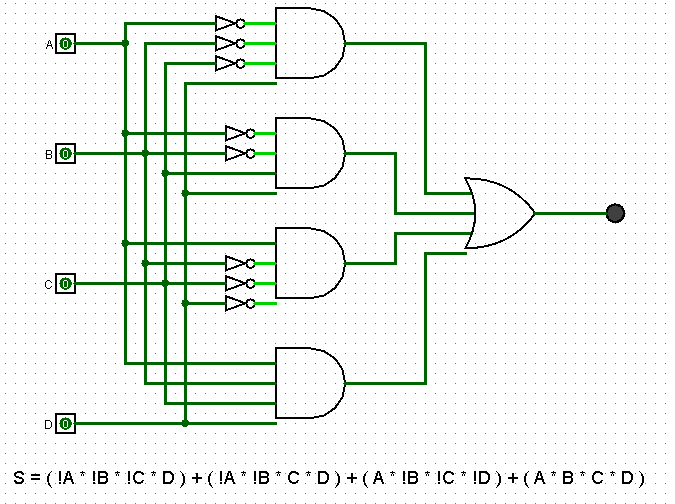 A 0
B 0
C 0
D 0
S = ( !A * !B * !C * D ) + ( !A * !B * C * D ) + ( A * !B * !C * !D ) + ( A * B * C * D )